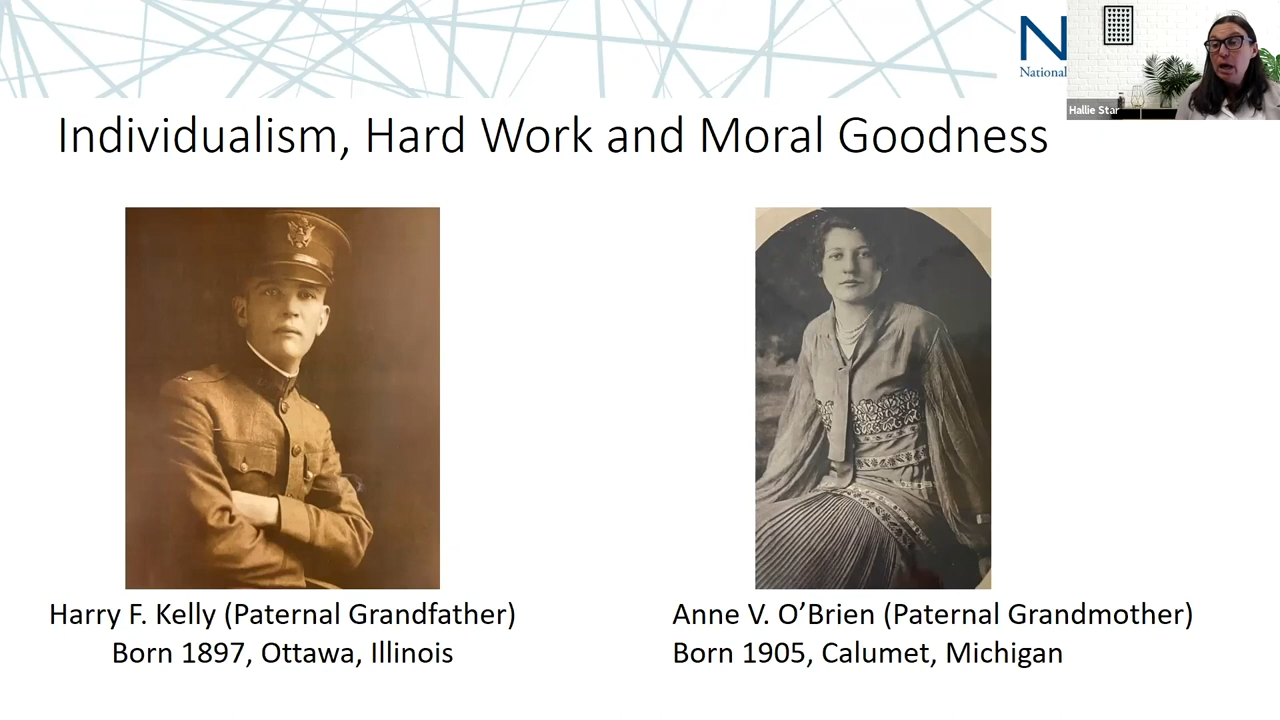 N
National
Hallie Star
Individualism, Hard Work and Moral Goodness
Harry F. Kelly (Paternal Grandfather)
Born 1897, Ottawa, Illinois
Anne V. O’Brien (Paternal Grandmother)
Born 1905, Calumet, Michigan